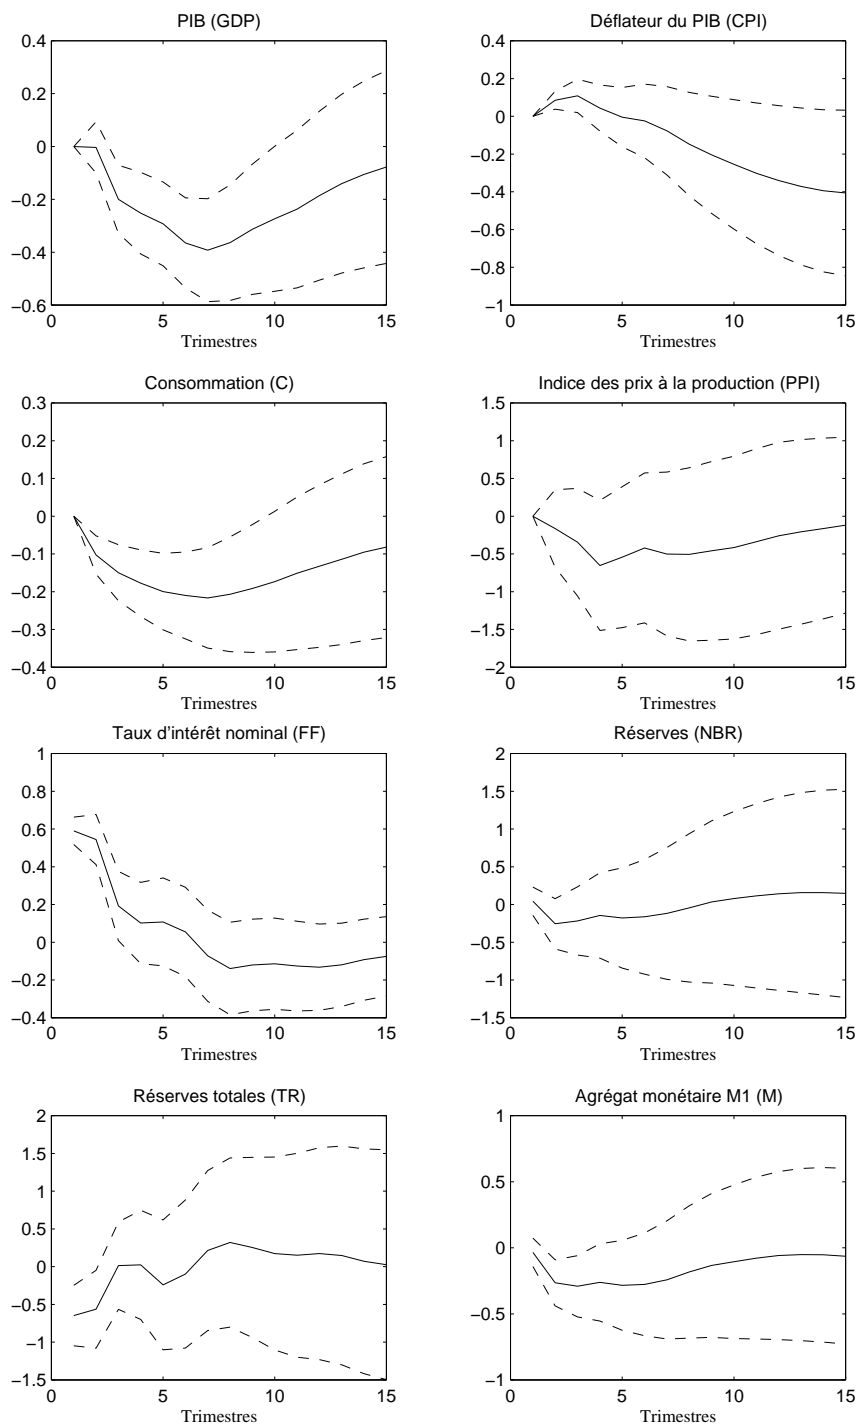 PIB (GDP)
0.4
0.2
0
−0.2
−0.4
−0.6
0 5 10 15
Trimestres
Déflateur du PIB (CPI)
0.4
0.2
0
−0.2
−0.4
−0.6
−0.8
−1
0 5 10 15
Trimestres
Consommation (C)
0.3
0.2
0.1
0
−0.1
−0.2
−0.3
−0.4
0 5 10 15
Trimestres
Indice des prix à la production (PPI)
1.5
1
0.5
0
−0.5
−1
−1.5
−2
0 5 10 15
Trimestres
Taux d'intérêt nominal (FF)
1
0.8
0.6
0.4
0.2
0
−0.2
−0.4
0 5 10 15
Trimestres
Réserves (NBR)
2
1.5
1
0.5
0
−0.5
−1
−1.5
0 5 10 15
Trimestres
Réserves totales (TR)
2
1.5
1
0.5
0
−0.5
−1
−1.5
0 5 10 15
Trimestres
Agrégat monétaire M1 (M)
1
0.5
0
−0.5
−1
0 5 10 15
Trimestres